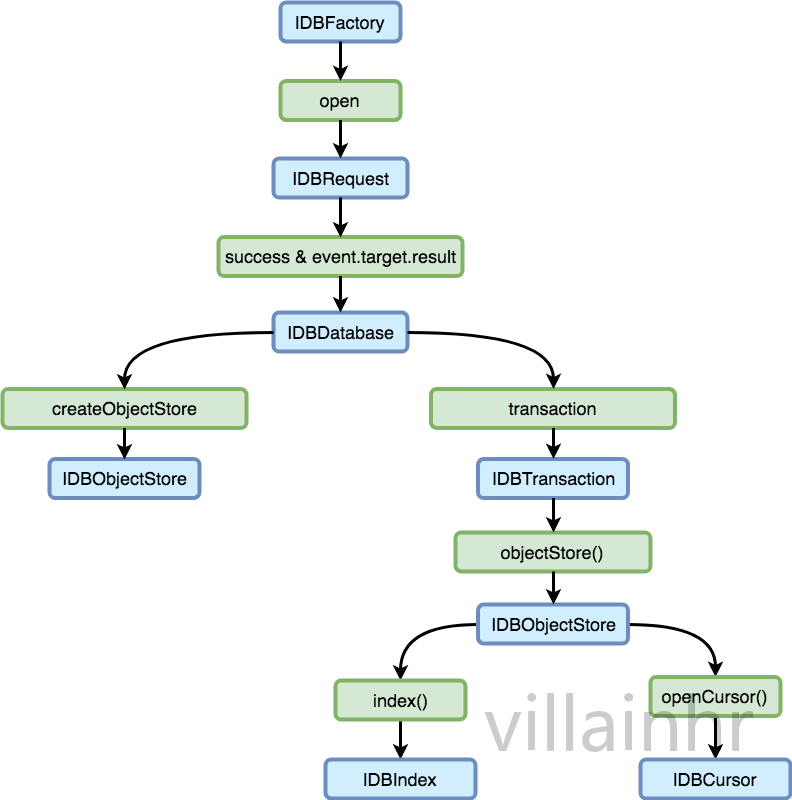 IDBFactory
open
IDBRequest
success & event.target.result
IDBDatabase
createObjectStore
transaction
IDBObjectStore
IDBTransaction
objectStore()
IDBObjectStore
index()
openCursor()
villainhr
IDBIndex
IDBCursor